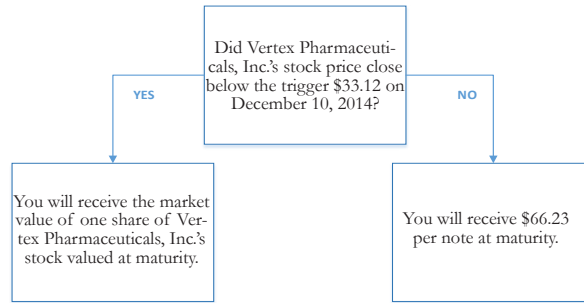 Did Vertex Pharmaceuti-
cals, Inc.'s stock price close
below the trigger $33.12 on
December 10, 2014?
YES
NO
You will receive the market
value of one share of Ver-
tex Pharmaceuticals, Inc.'s
stock valued at maturity.
You will receive $66.23
per note at maturity.